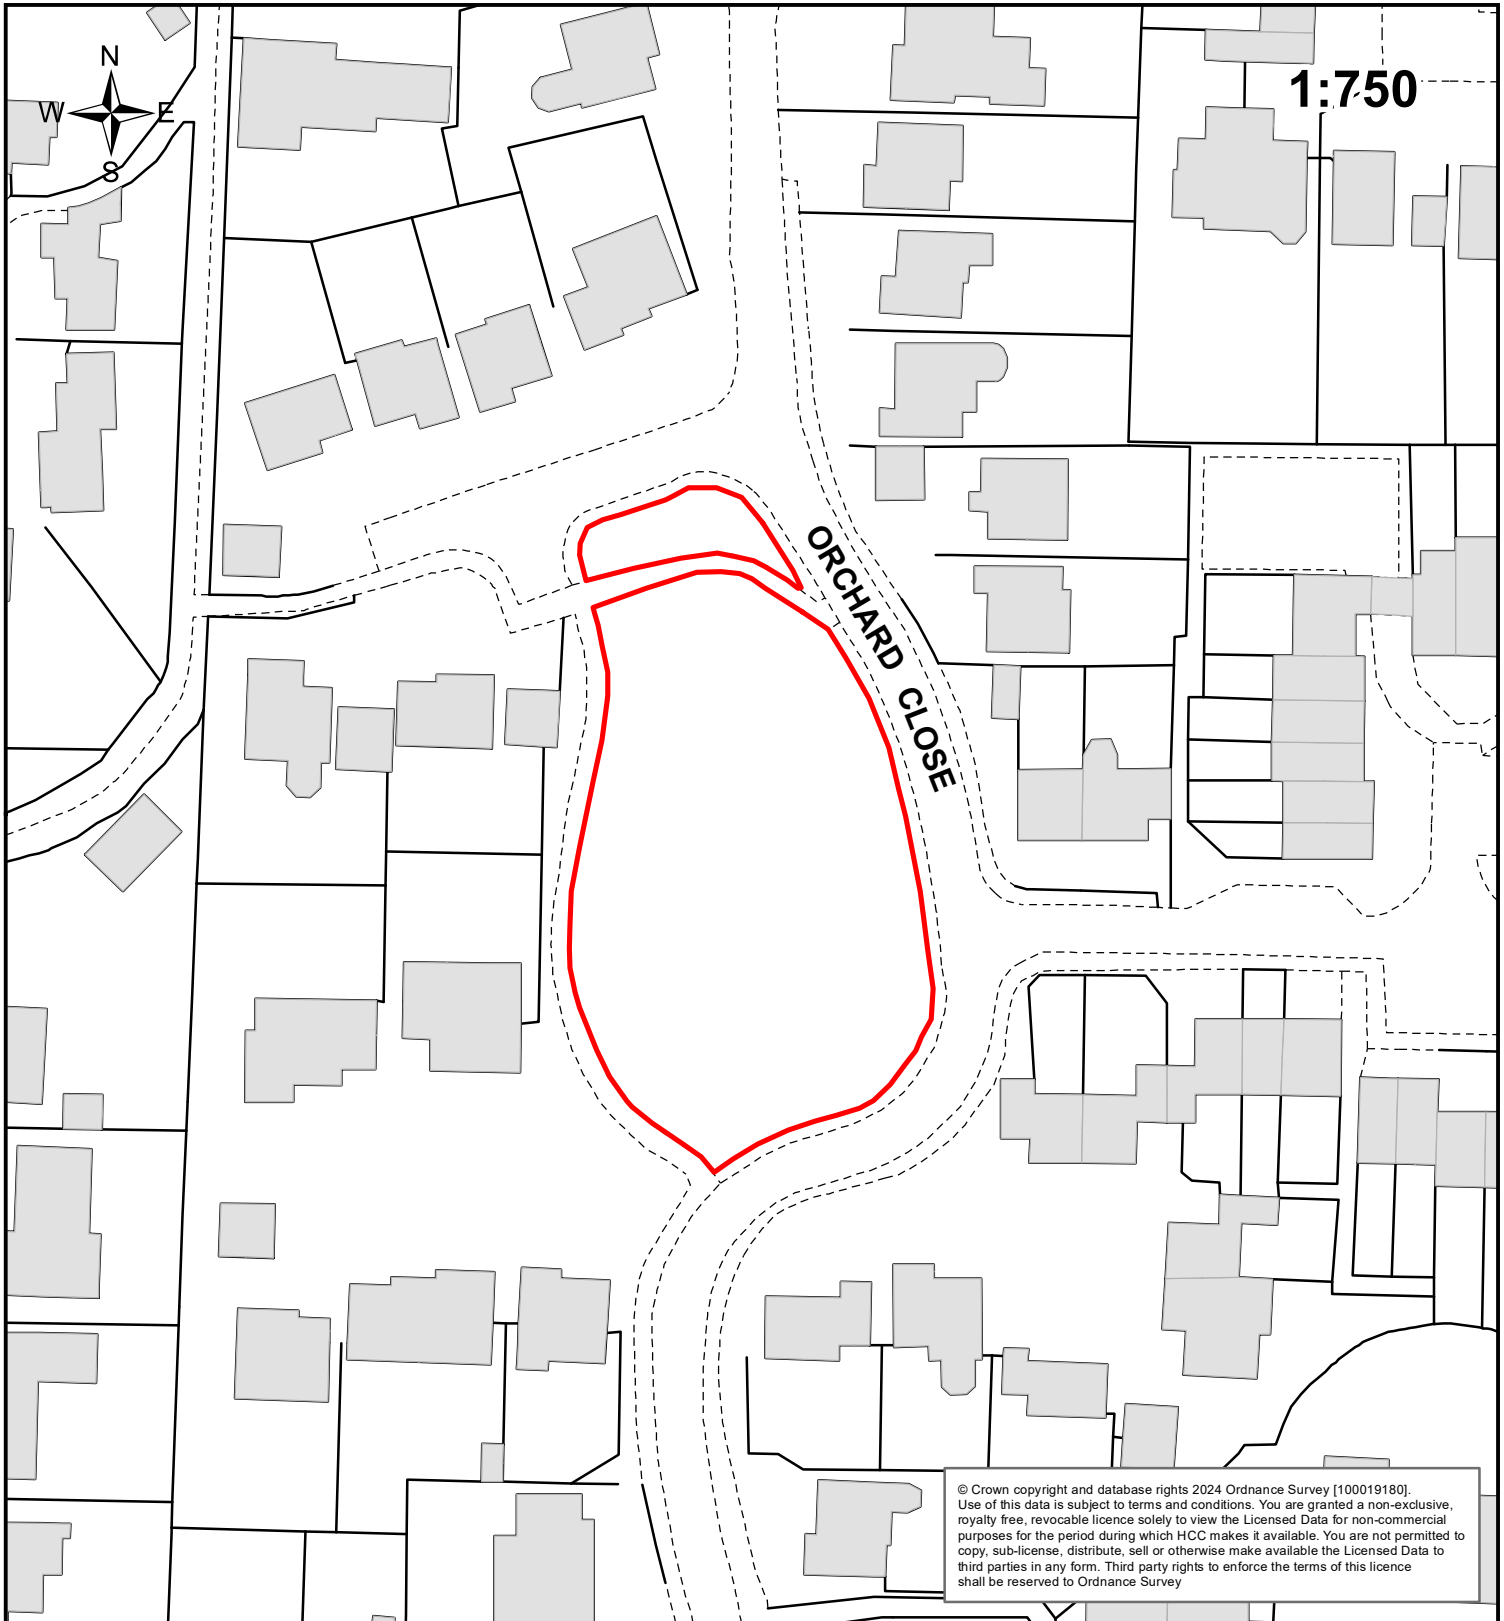 N
W E
S
1:750
ORCHARD CLOSE
© Crown copyright and database rights 2024 Ordnance Survey [100019180].
Use of this data is subject to terms and conditions. You are granted a non-exclusive,
royalty free, revocable licence solely to view the Licensed Data for non-commercial
purposes for the period during which HCC makes it available. You are not permitted to
copy, sub-license, distribute, sell or otherwise make available the Licensed Data to
third parties in any form. Third party rights to enforce the terms of this licence
shall be reserved to Ordnance Survey